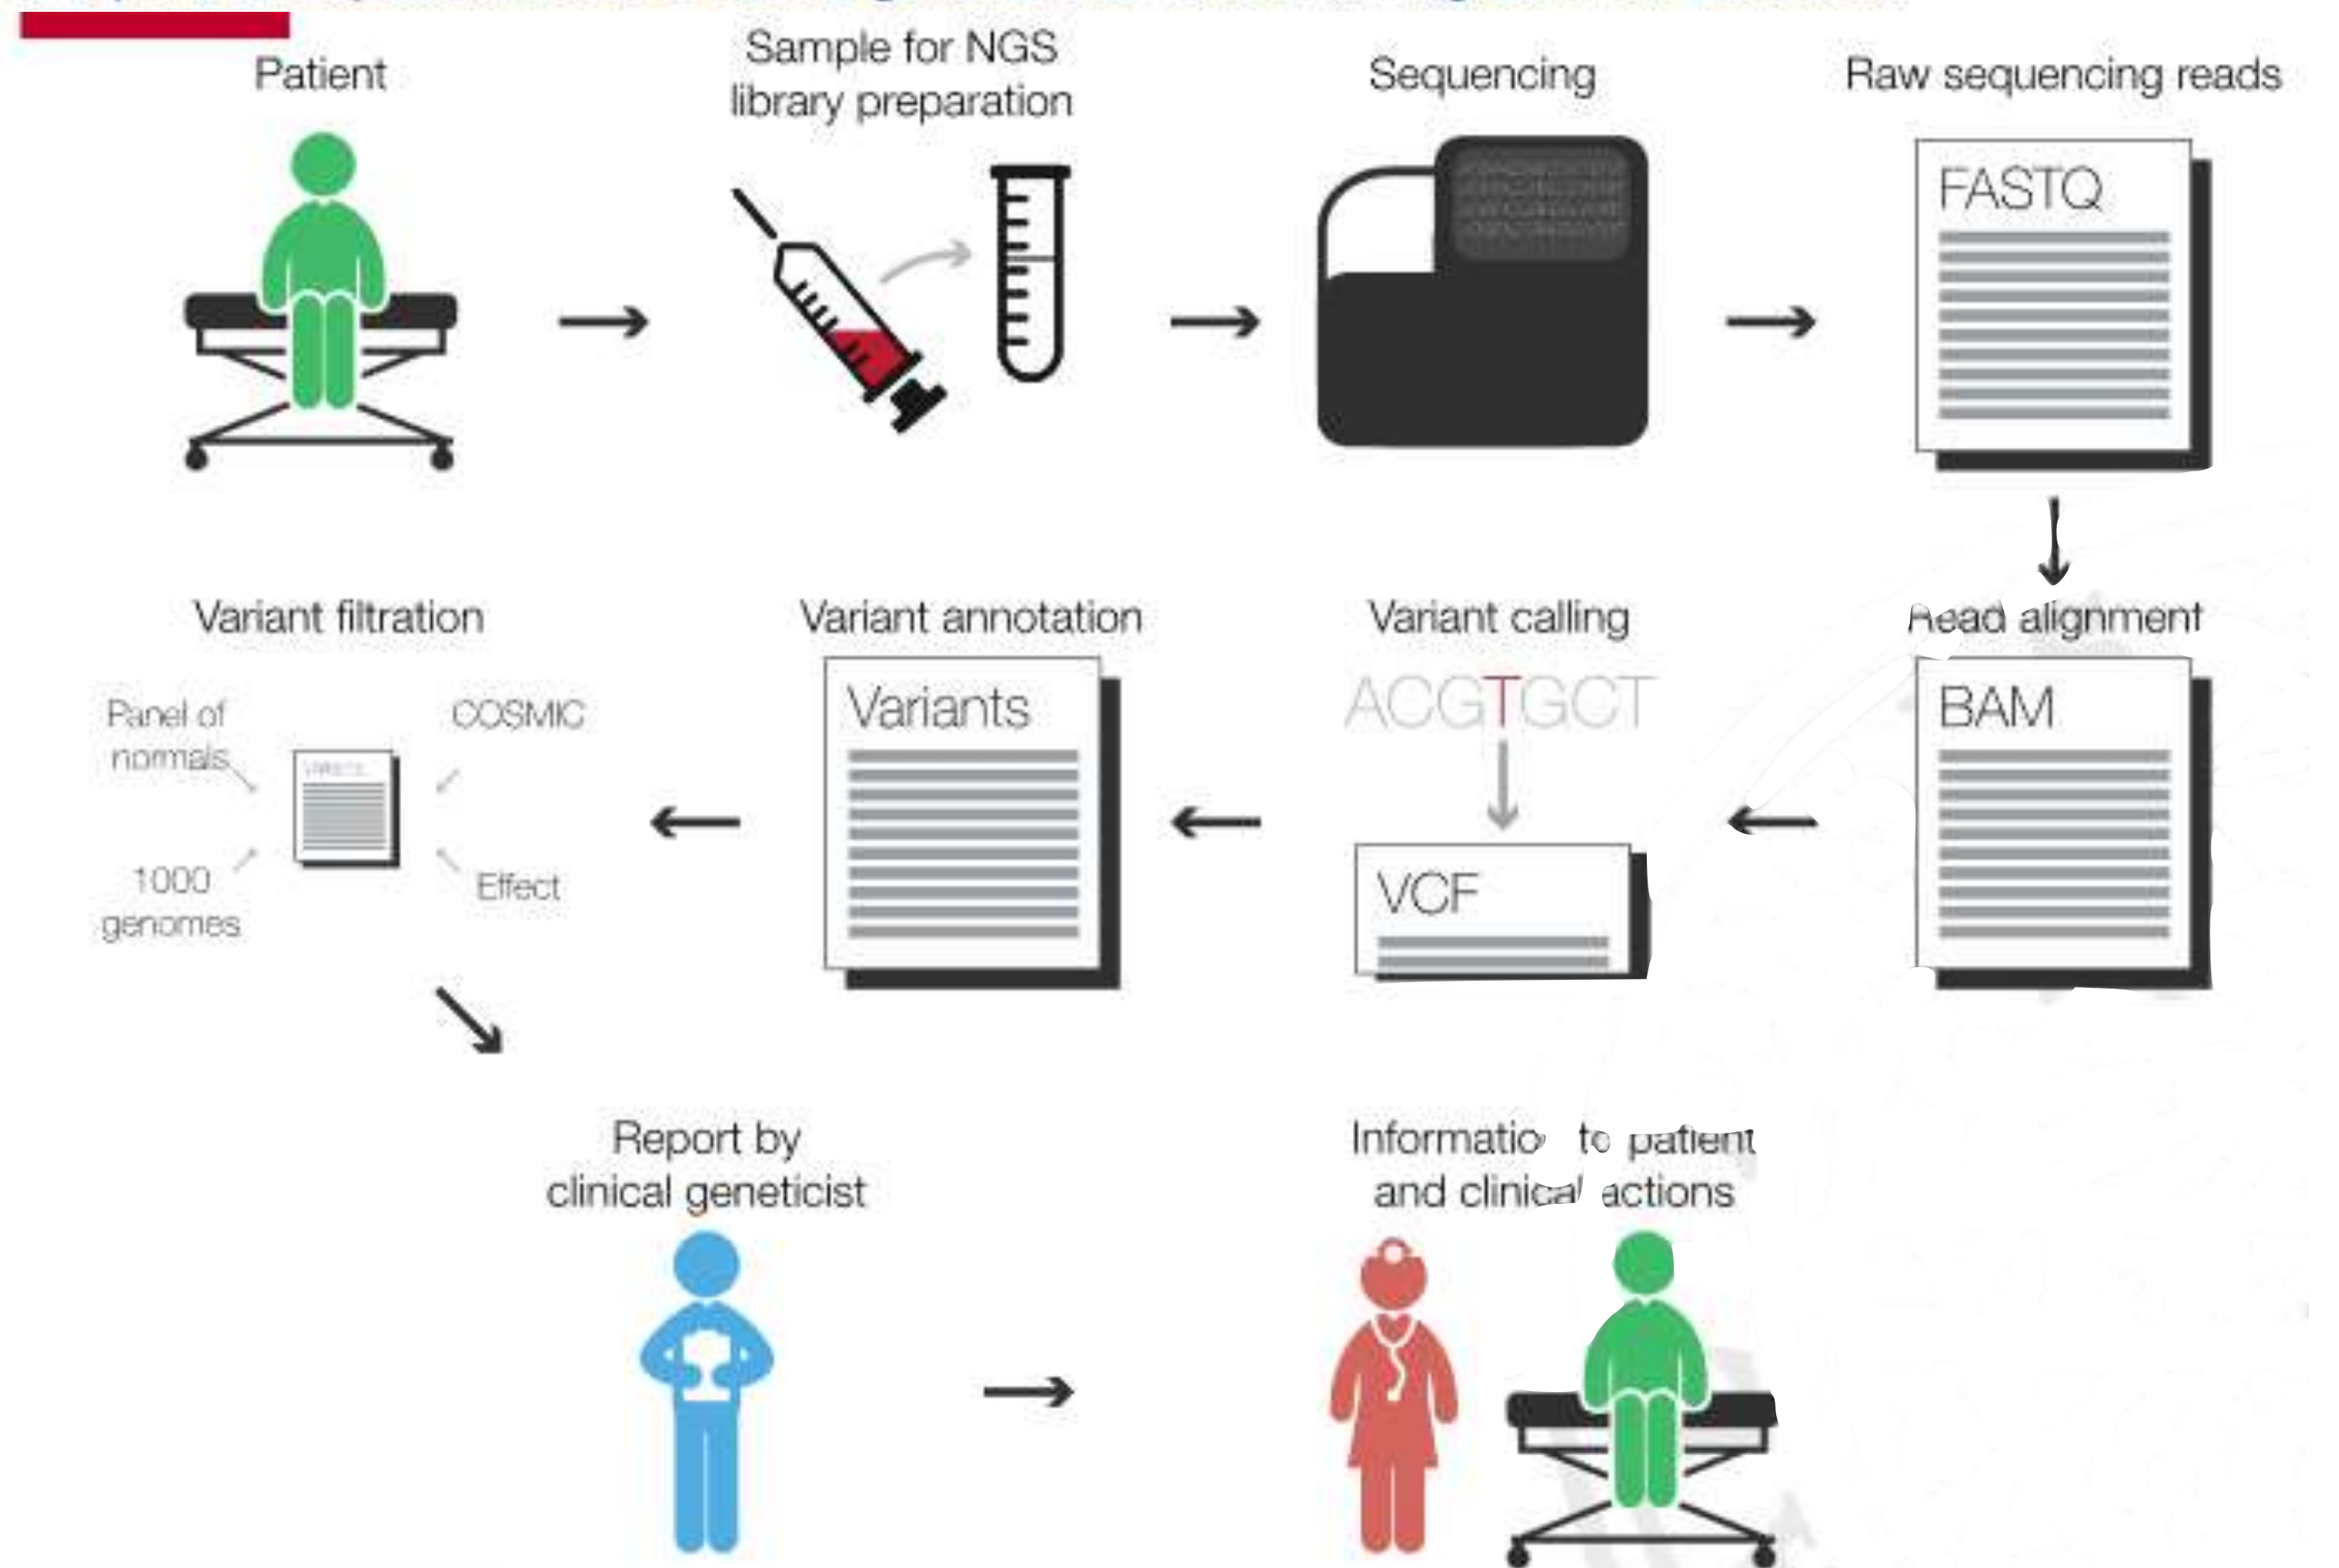 Patient
Sample for NGS
library preparation
Sequencing
Raw sequencing reads
FASTQ
Variant filtration
Variant annotation
Variant calling
Read alignment
Panel of
normals
COSMIC
1000
genomes
Effect
Variants
ACGTGCT
VCF
BAM
Report by
clinical geneticist
Information to patient
and clinical actions